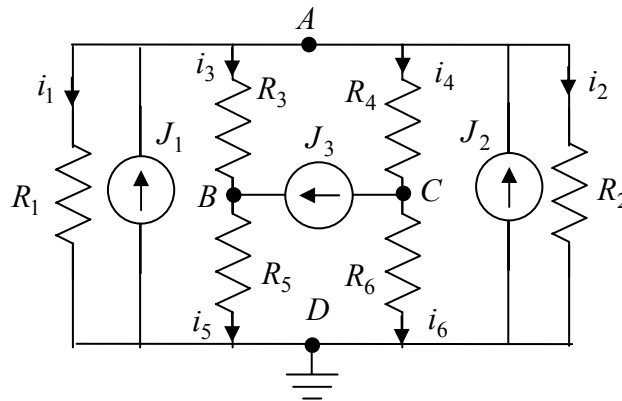 A
i₁
i₃
R₃
R₄
i₄
i₂
J₁
J₃
J₂
R₁
B
C
R₂
R₅
R₆
D
i₅
i₆